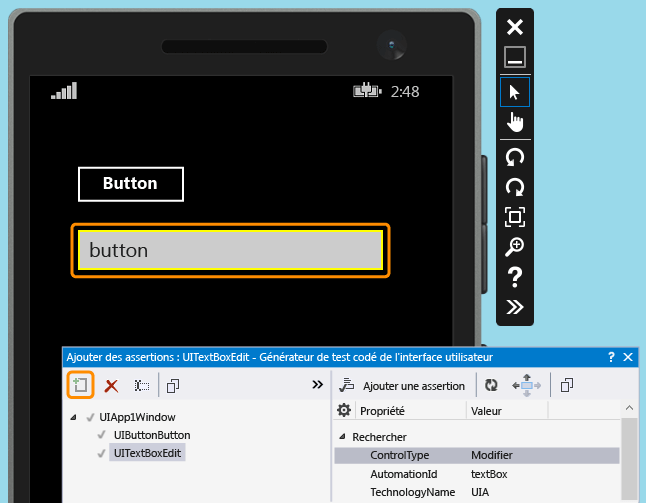 2:48
Button
button
Ajouter des assertions : UITextBoxEdit - Générateur de test codé de l'interface utilisateur
Ajouter une assertion
UIApp1Window
UIButtonButton
UITextBoxEdit
Propriété Valeur
Rechercher
ControlType Modifier
AutomationId textBox
TechnologyName UIA